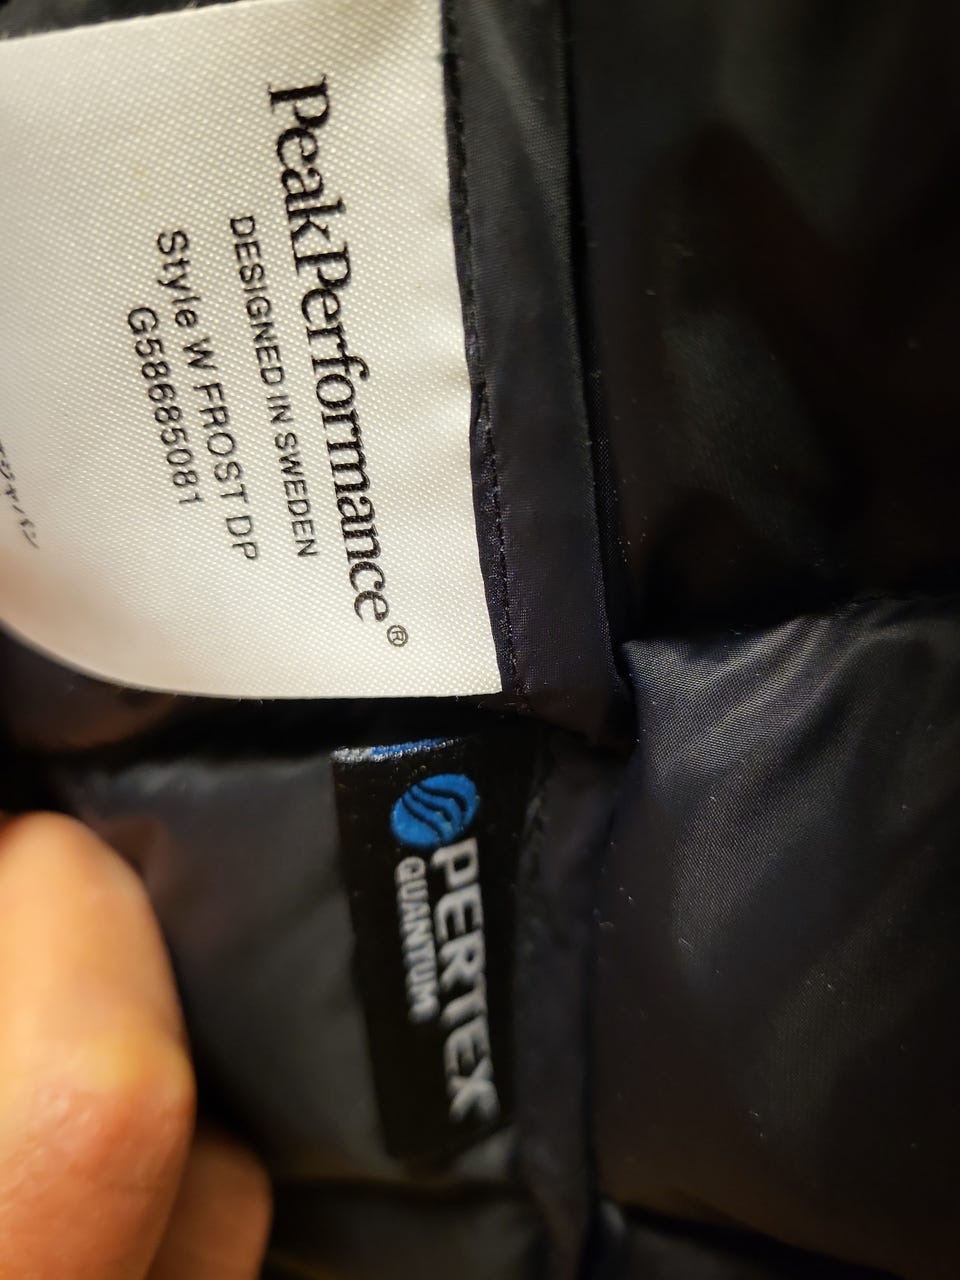 PeakPerformance®
DESIGNED IN SWEDEN
Style W FROST DP
G58685081
PERTEX
QUANTUM